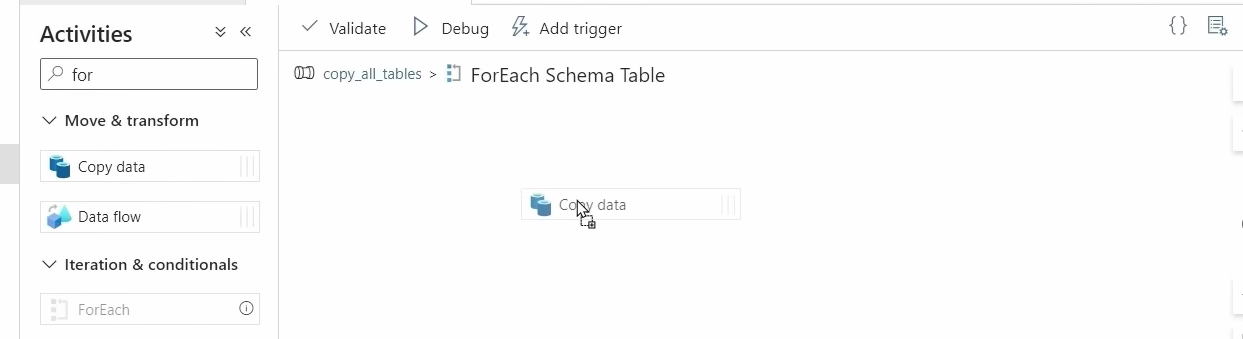 Activities
for
Move & transform
Copy data
Data flow
Iteration & conditionals
ForEach
Validate Debug Add trigger {}
copy_all_tables > ForEach Schema Table
Copy data